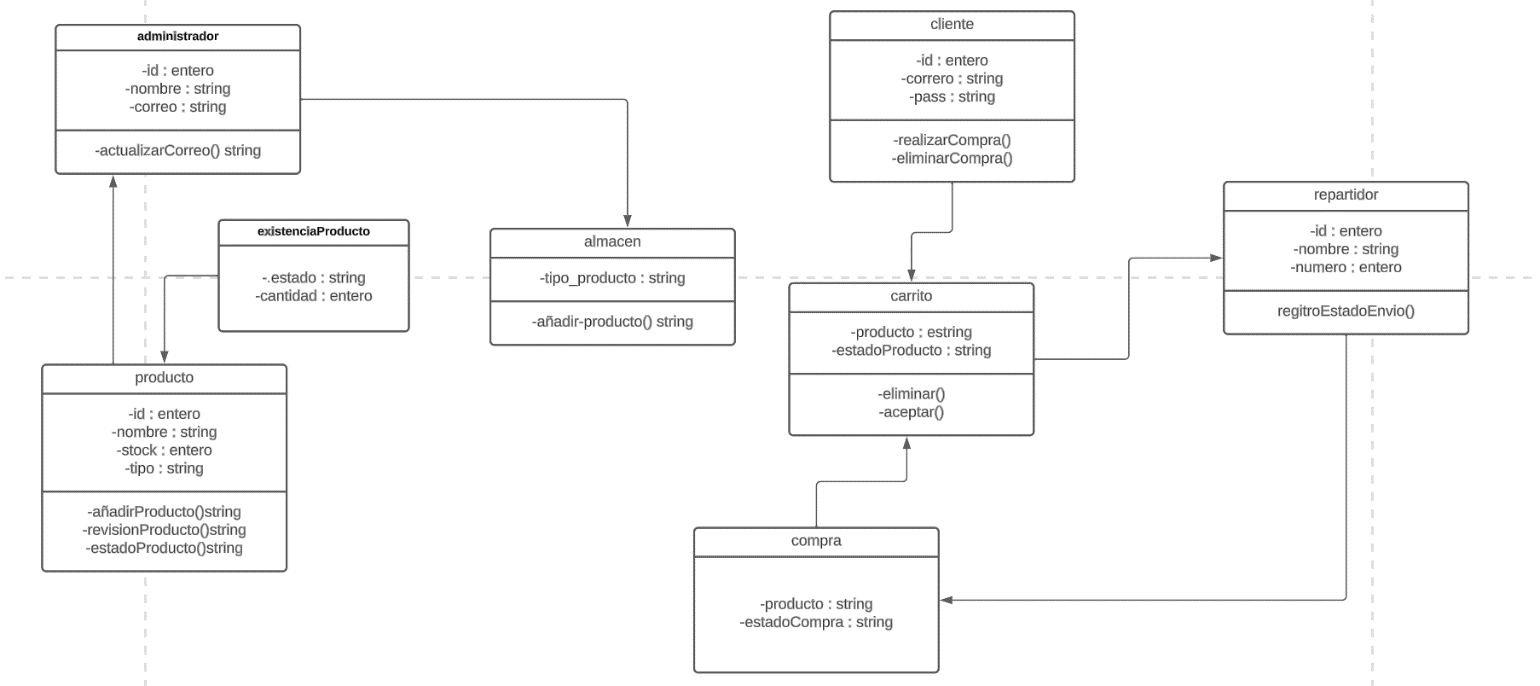 administrador
-id : entero
-nombre : string
-correo : string
-actualizarCorreo() string
cliente
-id : entero
-correro : string
-pass : string
-realizarCompra()
-eliminarCompra()
repartidor
-id : entero
-nombre : string
-numero : entero
regitroEstadoEnvio()
existenciaProducto
-.estado : string
-cantidad : entero
almacen
-tipo_producto : string
-añadir-producto() string
carrito
-producto : estring
-estadoProducto : string
-eliminar()
-aceptar()
producto
-id : entero
-nombre : string
-stock : entero
-tipo : string
-añadirProducto()string
-revisionProducto()string
-estadoProducto()string
compra
-producto : string
-estadoCompra : string